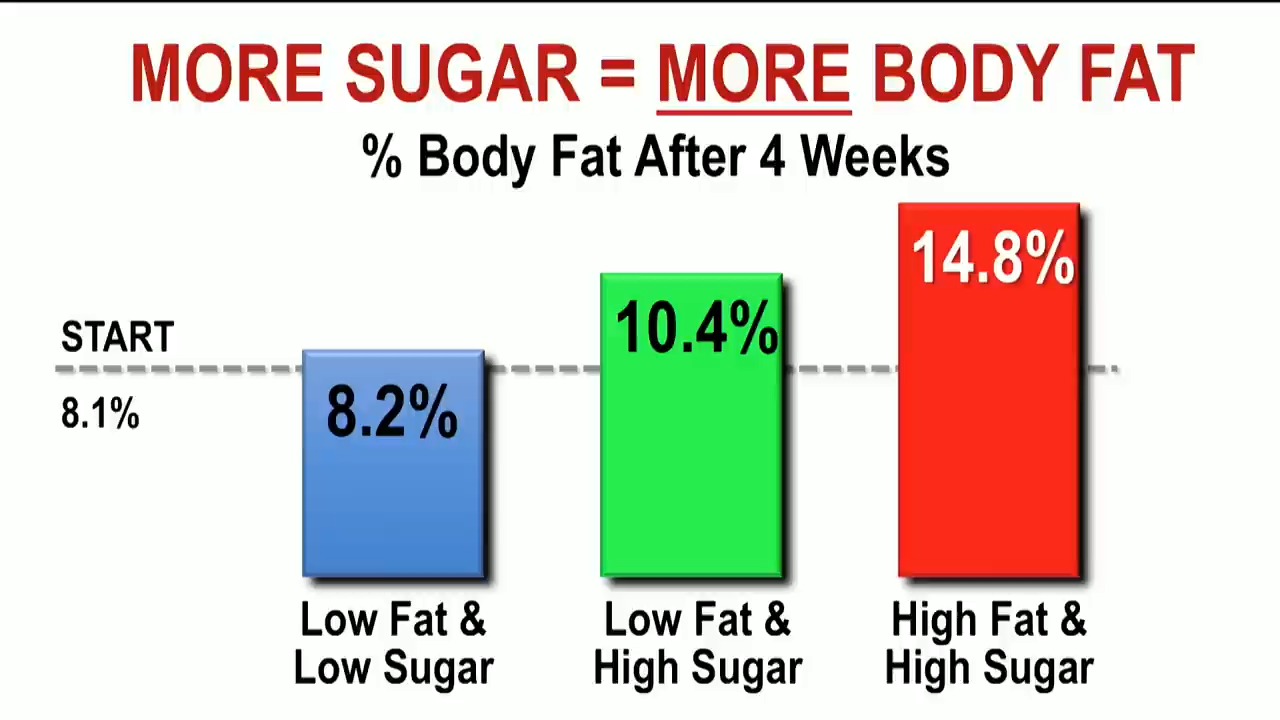 MORE SUGAR = MORE BODY FAT
% Body Fat After 4 Weeks
START
8.1%
8.2%
10.4%
14.8%
Low Fat &
Low Sugar
Low Fat &
High Sugar
High Fat &
High Sugar